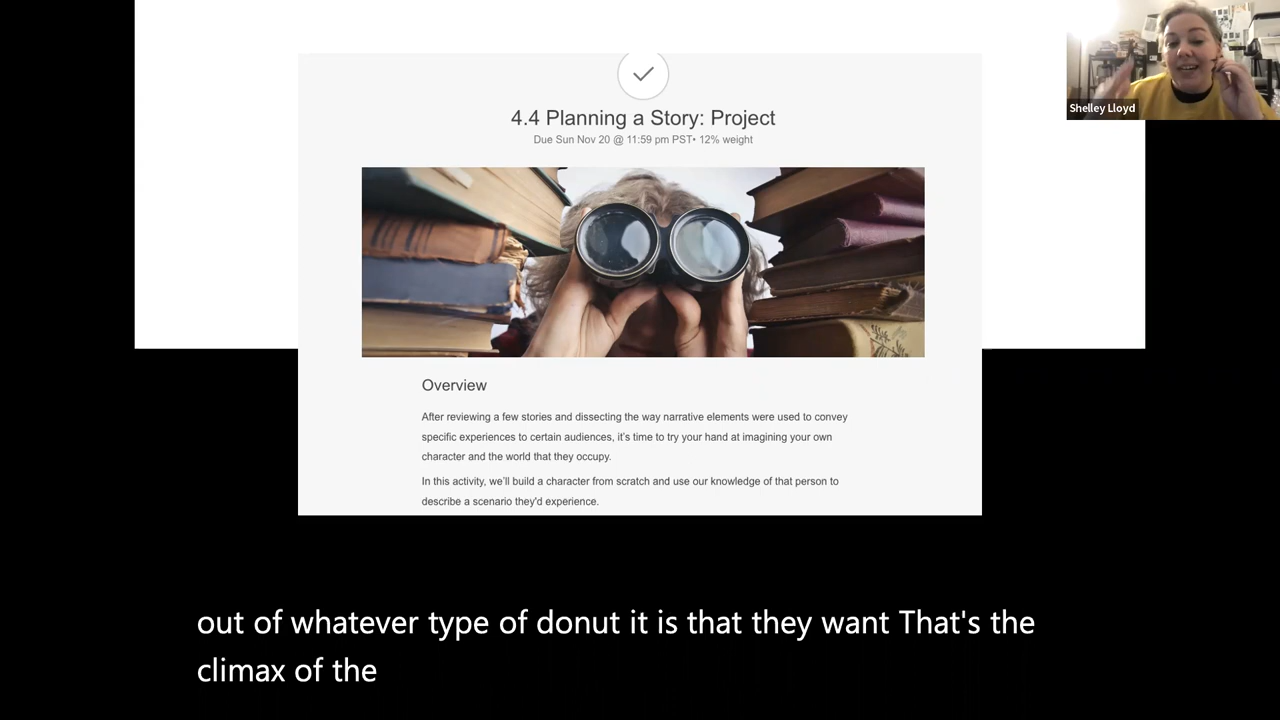 Shelley Lloyd
4.4 Planning a Story: Project
Due Sun Nov 20 @ 11:59 pm PST• 12% weight
Overview
After reviewing a few stories and dissecting the way narrative elements were used to convey
specific experiences to certain audiences, it's time to try your hand at imagining your own
character and the world that they occupy.
In this activity, we'll build a character from scratch and use our knowledge of that person to
describe a scenario they'd experience.
out of whatever type of donut it is that they want That's the
climax of the